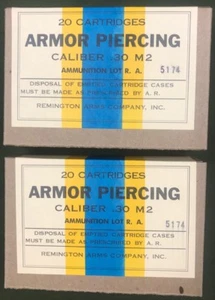 20 CARTRIDGES
ARMOR PIERCING
CALIBER .30 M2
AMMUNITION LOT R. A. 5174
DISPOSAL OF EMPTIED CARTRIDGE CASES
MUST BE MADE AS PRESCRIBED BY A. R.
REMINGTON ARMS COMPANY, INC.
20 CARTRIDGES
ARMOR PIERCING
CALIBER .30 M2
AMMUNITION LOT R. A. 5174
DISPOSAL OF EMPTIED CARTRIDGE CASES
MUST BE MADE AS PRESCRIBED BY A. R.
REMINGTON ARMS COMPANY, INC.